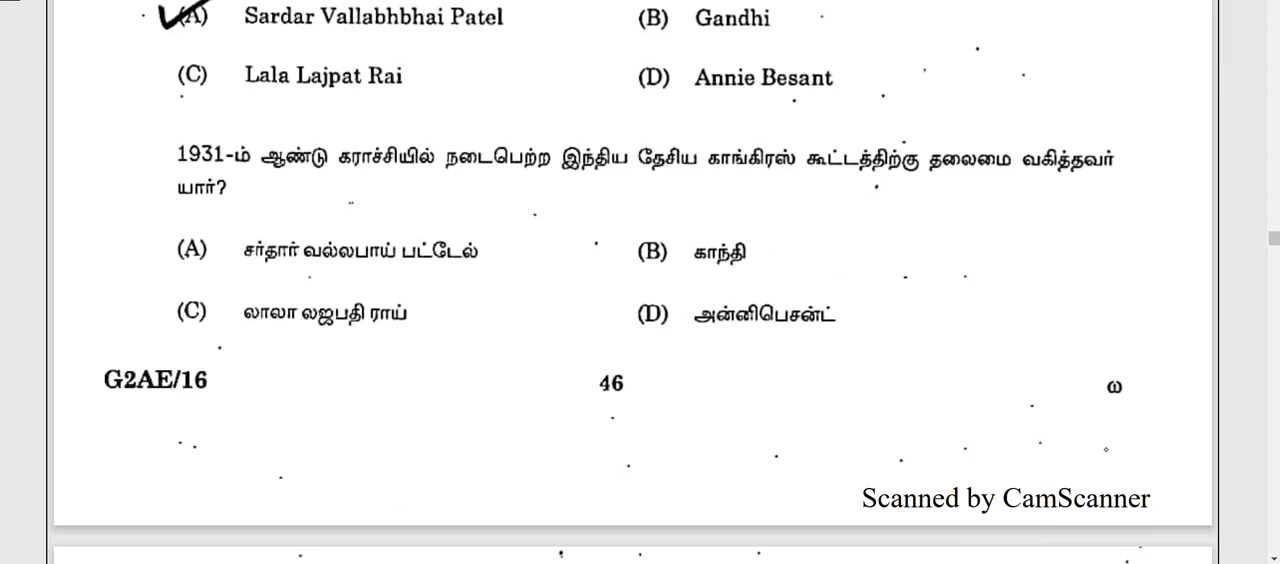 (A) Sardar Vallabhbhai Patel (B) Gandhi
(C) Lala Lajpat Rai (D) Annie Besant
1931-ம் ஆண்டு கராச்சியில் நடைபெற்ற இந்திய தேசிய காங்கிரஸ் கூட்டத்திற்கு தலைமை வகித்தவர்
யார்?
(A) சர்தார் வல்லபாய் பட்டேல் (B) காந்தி
(C) லாலா லஜபதி ராய் (D) அன்னிபெசன்ட்
G2AE/16 46 ω
Scanned by CamScanner